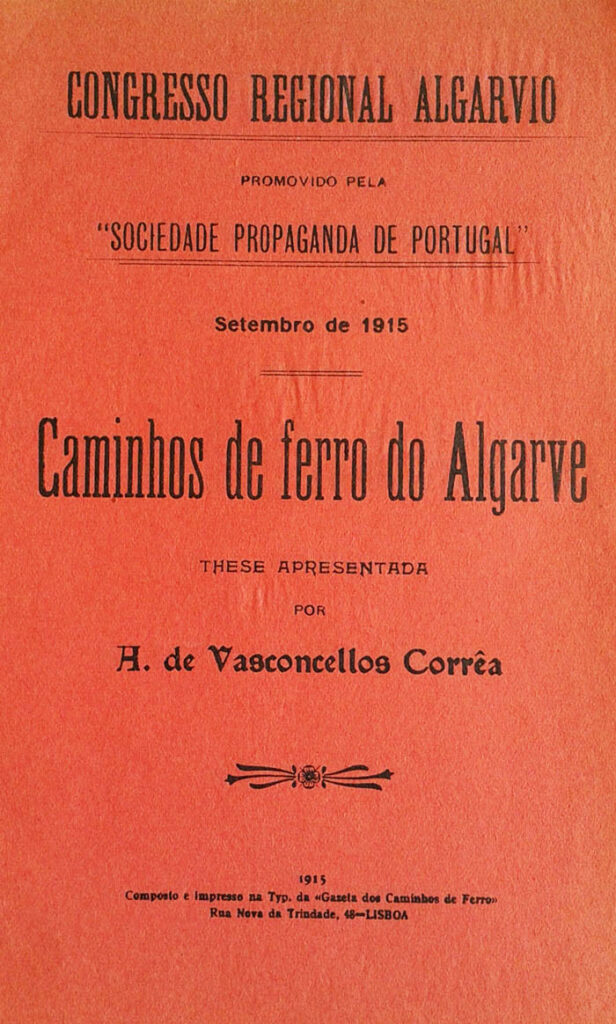 CONGRESSO REGIONAL ALGARVIO
PROMOVIDO PELA
"SOCIEDADE PROPAGANDA DE PORTUGAL"
Setembro de 1915
Caminhos de ferro do Algarve
THESE APRESENTADA
POR
A. de Vasconcellos Corrêa
1915
Composto e impresso na Typ. da «Gazeta dos Caminhos de Ferro»
Rua Nova da Trindade, 48—LISBOA